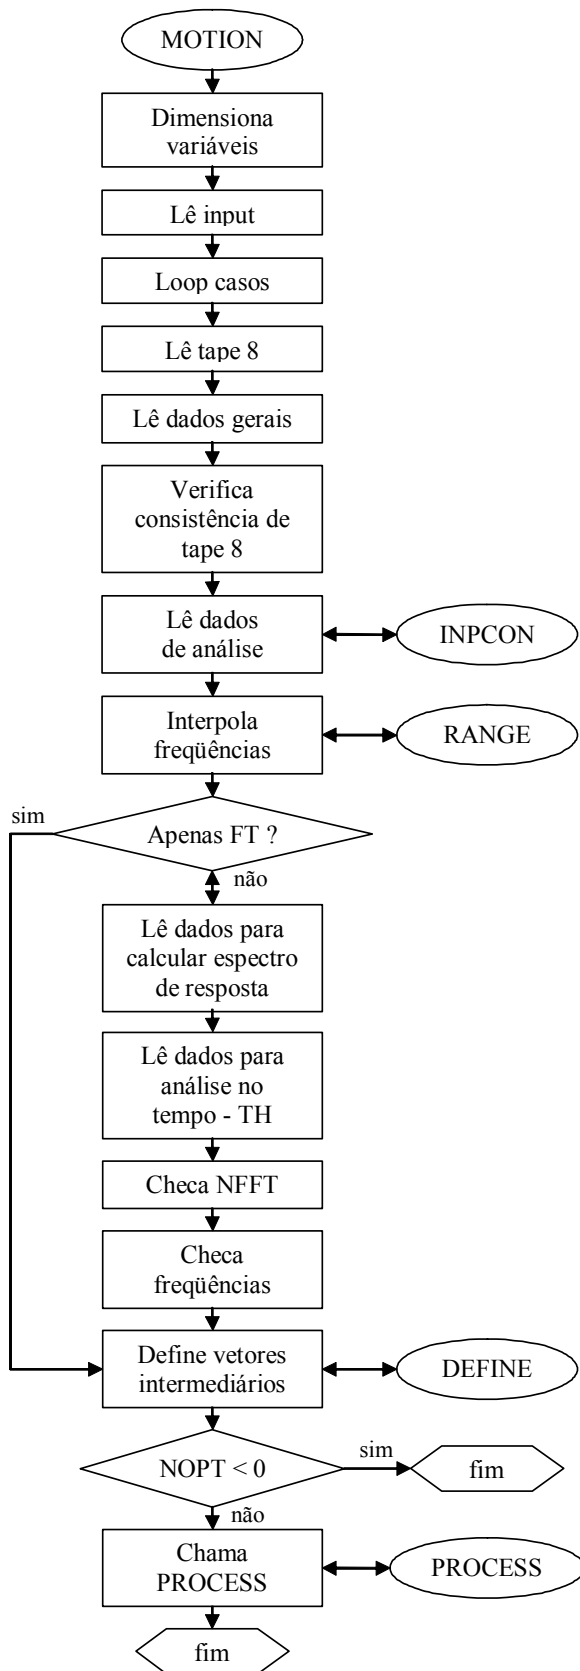 MOTION
Dimensiona
variáveis
Lê input
Loop casos
Lê tape 8
Lê dados gerais
Verifica
consistência de
tape 8
Lê dados
de análise
INPCON
Interpola
freqüências
RANGE
sim
Apenas FT ?
não
Lê dados para
calcular espectro
de resposta
Lê dados para
análise no
tempo - TH
Checa NFFT
Checa
freqüências
Define vetores
intermediários
DEFINE
NOPT < 0
sim
fim
não
Chama
PROCESS
PROCESS
fim